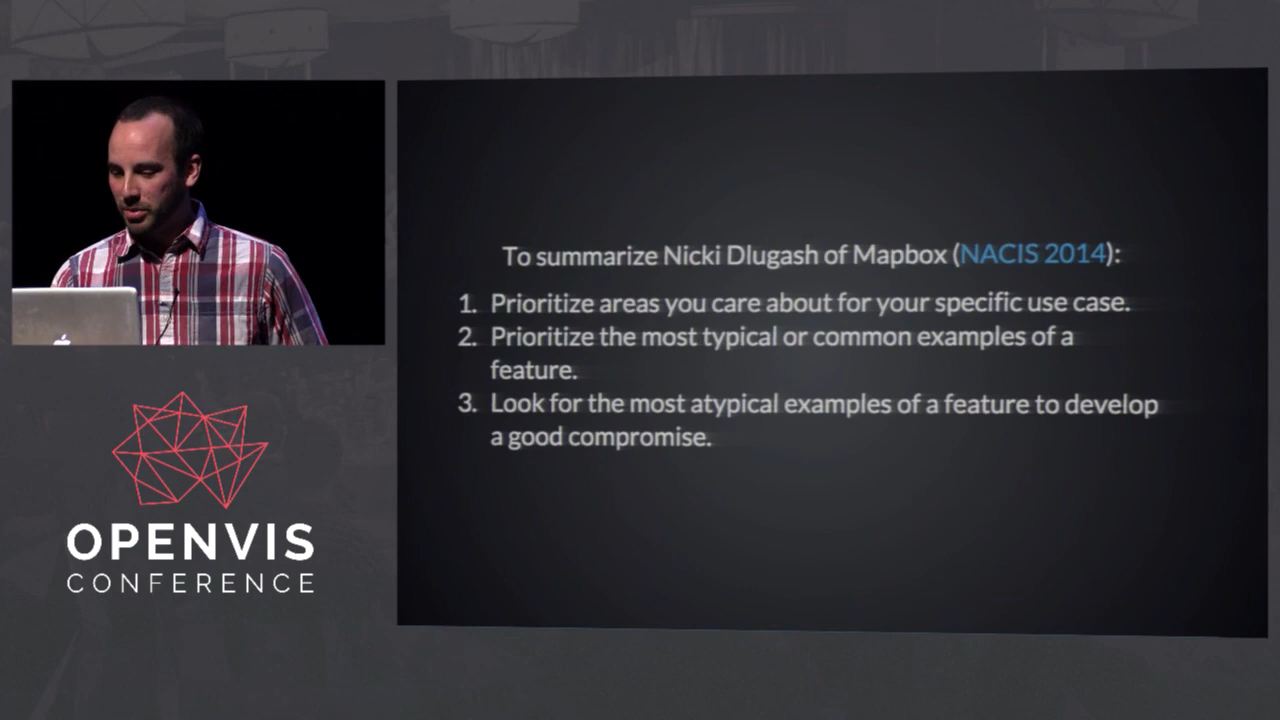 To summarize Nicki Dlugash of Mapbox (NACIS 2014):
1. Prioritize areas you care about for your specific use case.
2. Prioritize the most typical or common examples of a
feature.
3. Look for the most atypical examples of a feature to develop
a good compromise.
OPENVIS
CONFERENCE